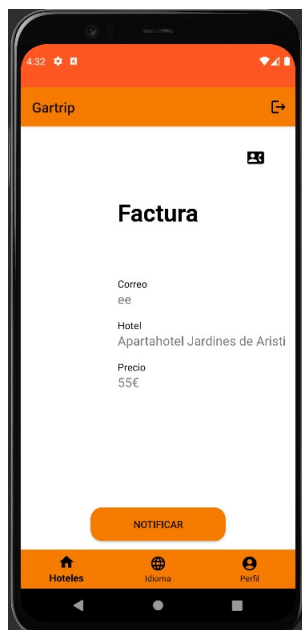 4:32
Gartrip
Factura
Correo
ee
Hotel
Apartahotel Jardines de Aristi
Precio
55€
NOTIFICAR
Hoteles Idioma Perfil